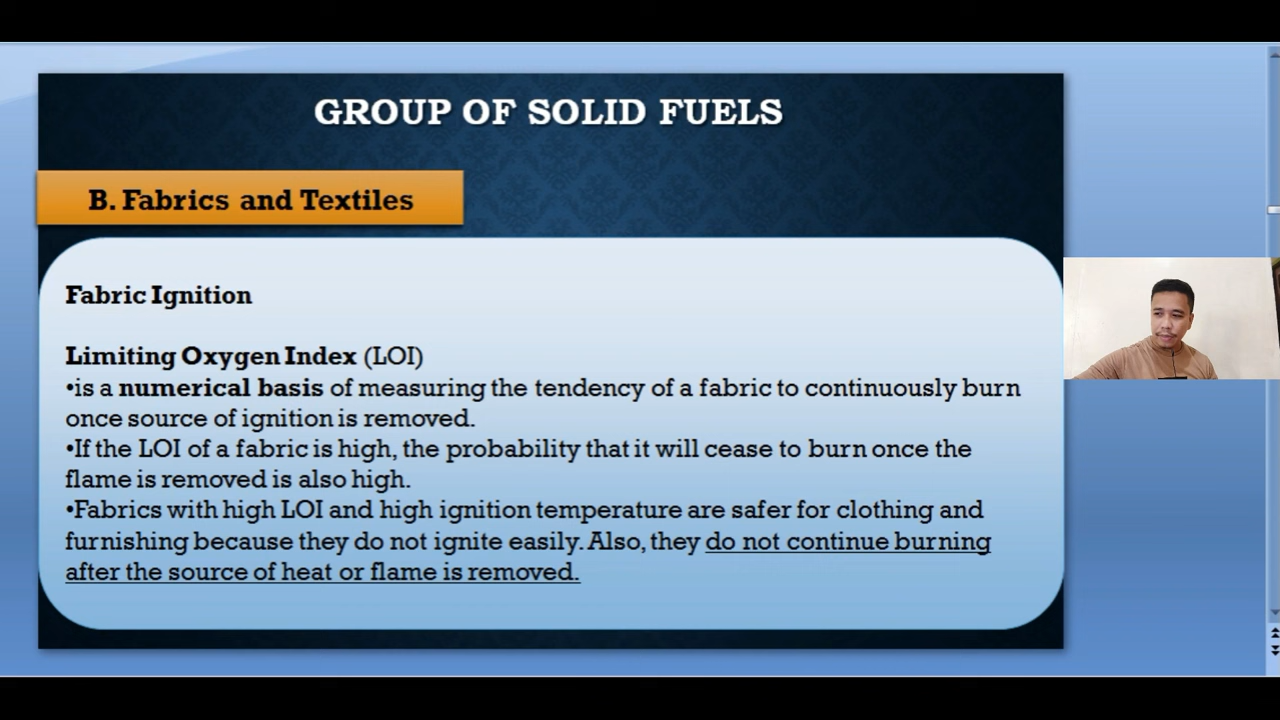 GROUP OF SOLID FUELS
B. Fabrics and Textiles
Fabric Ignition
Limiting Oxygen Index (LOI)
•is a numerical basis of measuring the tendency of a fabric to continuously burn
once source of ignition is removed.
•If the LOI of a fabric is high, the probability that it will cease to burn once the
flame is removed is also high.
•Fabrics with high LOI and high ignition temperature are safer for clothing and
furnishing because they do not ignite easily. Also, they do not continue burning
after the source of heat or flame is removed.